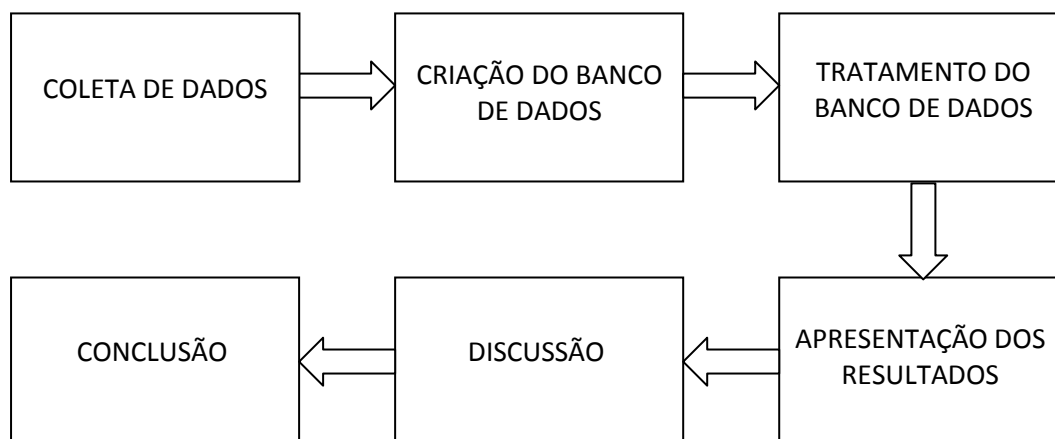 COLETA DE DADOS
CRIAÇÃO DO BANCO
DE DADOS
TRATAMENTO DO
BANCO DE DADOS
APRESENTAÇÃO DOS
RESULTADOS
DISCUSSÃO
CONCLUSÃO